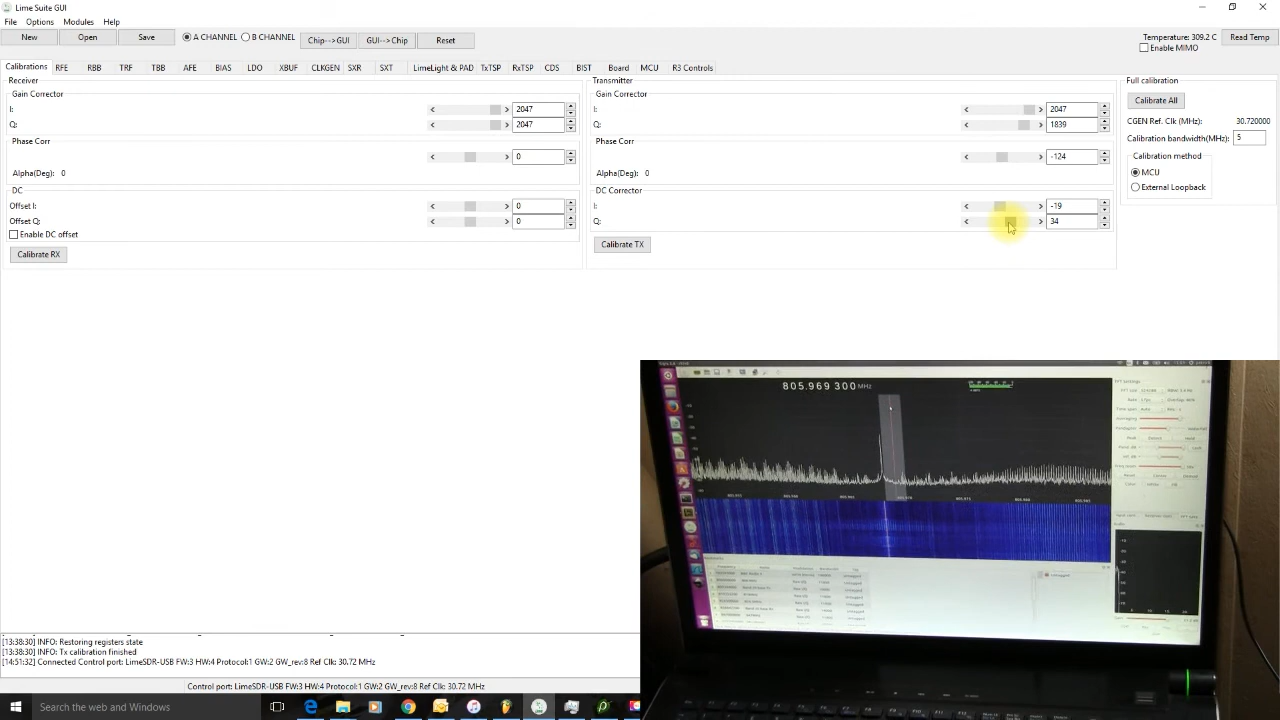 Lime Suite GUI
File Options Modules Help
New Open Save A CHANNEL B CHANNEL Chip-->GUI GUI-->Chip Reset
Temperature: 309.2 C Read Temp
Enable MIMO
Calibrations RFE RBB TRF TBB AFE BIAS LDO XBUF CLKGEN SXR SXT LimeLight & PAD TxTSP RxTSP CDS BIST Board MCU R3 Controls
Receiver
Gain Corrector
I: 2047
Q: 2047
Phase Corr
0
Alpha(Deg): 0
DC
Offset I: 0
Offset Q: 0
Enable DC offset
Calibrate RX
Transmitter
Gain Corrector
I: 2047
Q: 1839
Phase Corr
-124
Alpha(Deg): 0
DC Corrector
I: -19
Q: 34
Calibrate TX
Full calibration
Calibrate All
CGEN Ref. Clk (MHz): 30.720000
Calibration bandwidth(MHz): 5
Calibration method
MCU
External Loopback
805.969 300 MHz
FFT Settings
[13:38:30] INFO: Restoring registers state
[13:38:30] INFO: Tx calibration finished
[14:51:32] Connected Control port: LimeSDR-USB FW:3 HW:4 Protocol:1 GW:2 GW_rev:8 Ref Clk: 30.72 MHz
Control port: LimeSDR-USB FW:3 HW:4 Protocol:1 GW:2 GW_rev:8 Ref Clk: 30.72 MHz
Search the web and Windows